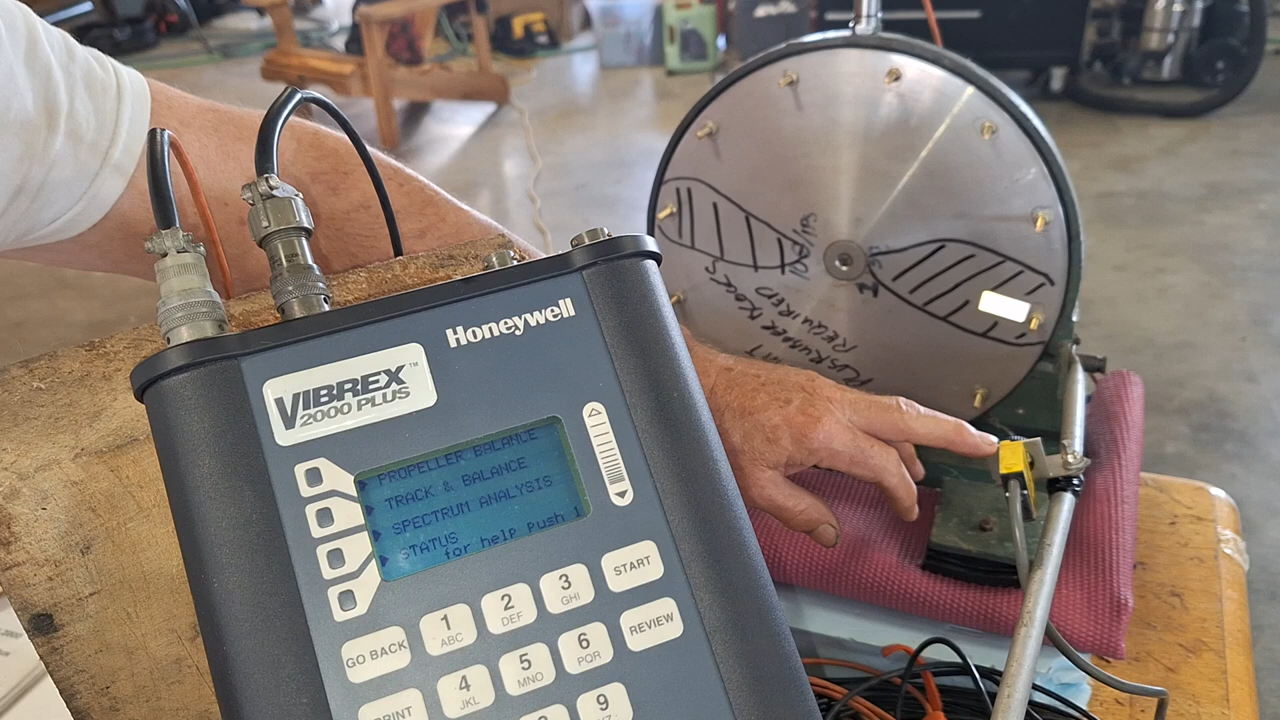 Honeywell
VIBREX™
2000 PLUS
PROPELLER BALANCE
TRACK & BALANCE
SPECTRUM ANALYSIS
STATUS
for help push 1
1
ABC
2
DEF
3
GHI
START
GO BACK
4
JKL
5
MNO
6
PQR
REVIEW
PRINT
9
REQUIRED